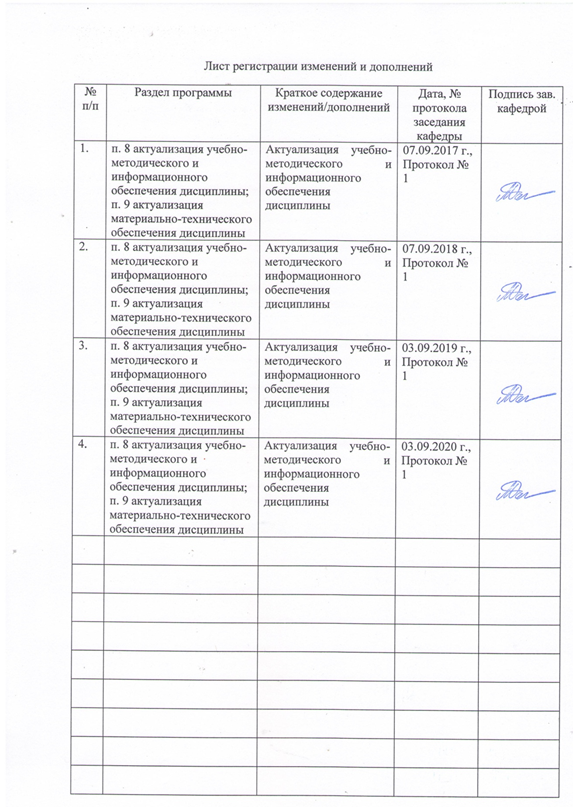 Лист регистрации изменений и дополнений
№ п/п
Раздел программы
Краткое содержание
изменений/дополнений
Дата, №
протокола
заседания
кафедры
Подпись зав.
кафедрой
1.
п. 8 актуализация учебно-
методического и
информационного
обеспечения дисциплины;
п. 9 актуализация
материально-технического
обеспечения дисциплины
Актуализация учебно-
методического и
информационного
обеспечения
дисциплины
07.09.2017 г.,
Протокол №
1
2.
п. 8 актуализация учебно-
методического и
информационного
обеспечения дисциплины;
п. 9 актуализация
материально-технического
обеспечения дисциплины
Актуализация учебно-
методического и
информационного
обеспечения
дисциплины
07.09.2018 г.,
Протокол №
1
3.
п. 8 актуализация учебно-
методического и
информационного
обеспечения дисциплины;
п. 9 актуализация
материально-технического
обеспечения дисциплины
Актуализация учебно-
методического и
информационного
обеспечения
дисциплины
03.09.2019 г.,
Протокол №
1
4.
п. 8 актуализация учебно-
методического и
информационного
обеспечения дисциплины;
п. 9 актуализация
материально-технического
обеспечения дисциплины
Актуализация учебно-
методического и
информационного
обеспечения
дисциплины
03.09.2020 г.,
Протокол №
1